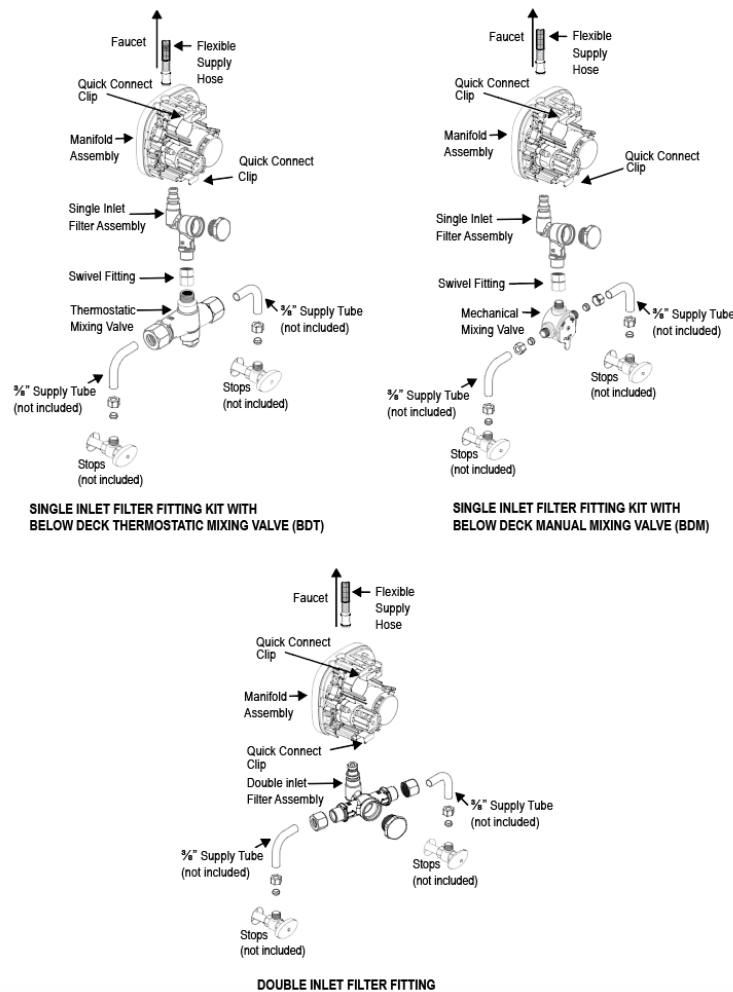 Faucet
Flexible
Supply
Hose
Quick Connect
Clip
Manifold
Assembly
Quick Connect
Clip
Single Inlet
Filter Assembly
Swivel Fitting
Thermostatic
Mixing Valve
⅜" Supply Tube
(not included)
Stops
(not included)
⅜" Supply Tube
(not included)
Stops
(not included)
SINGLE INLET FILTER FITTING KIT WITH
BELOW DECK THERMOSTATIC MIXING VALVE (BDT)
Faucet
Flexible
Supply
Hose
Quick Connect
Clip
Manifold
Assembly
Quick Connect
Clip
Single Inlet
Filter Assembly
Swivel Fitting
Mechanical
Mixing Valve
⅜" Supply Tube
(not included)
Stops
(not included)
⅜" Supply Tube
(not included)
Stops
(not included)
SINGLE INLET FILTER FITTING KIT WITH
BELOW DECK MANUAL MIXING VALVE (BDM)
Faucet
Flexible
Supply
Hose
Quick Connect
Clip
Manifold
Assembly
Quick Connect
Clip
Double inlet
Filter Assembly
⅜" Supply Tube
(not included)
⅜" Supply Tube
(not included)
Stops
(not included)
Stops
(not included)
DOUBLE INLET FILTER FITTING